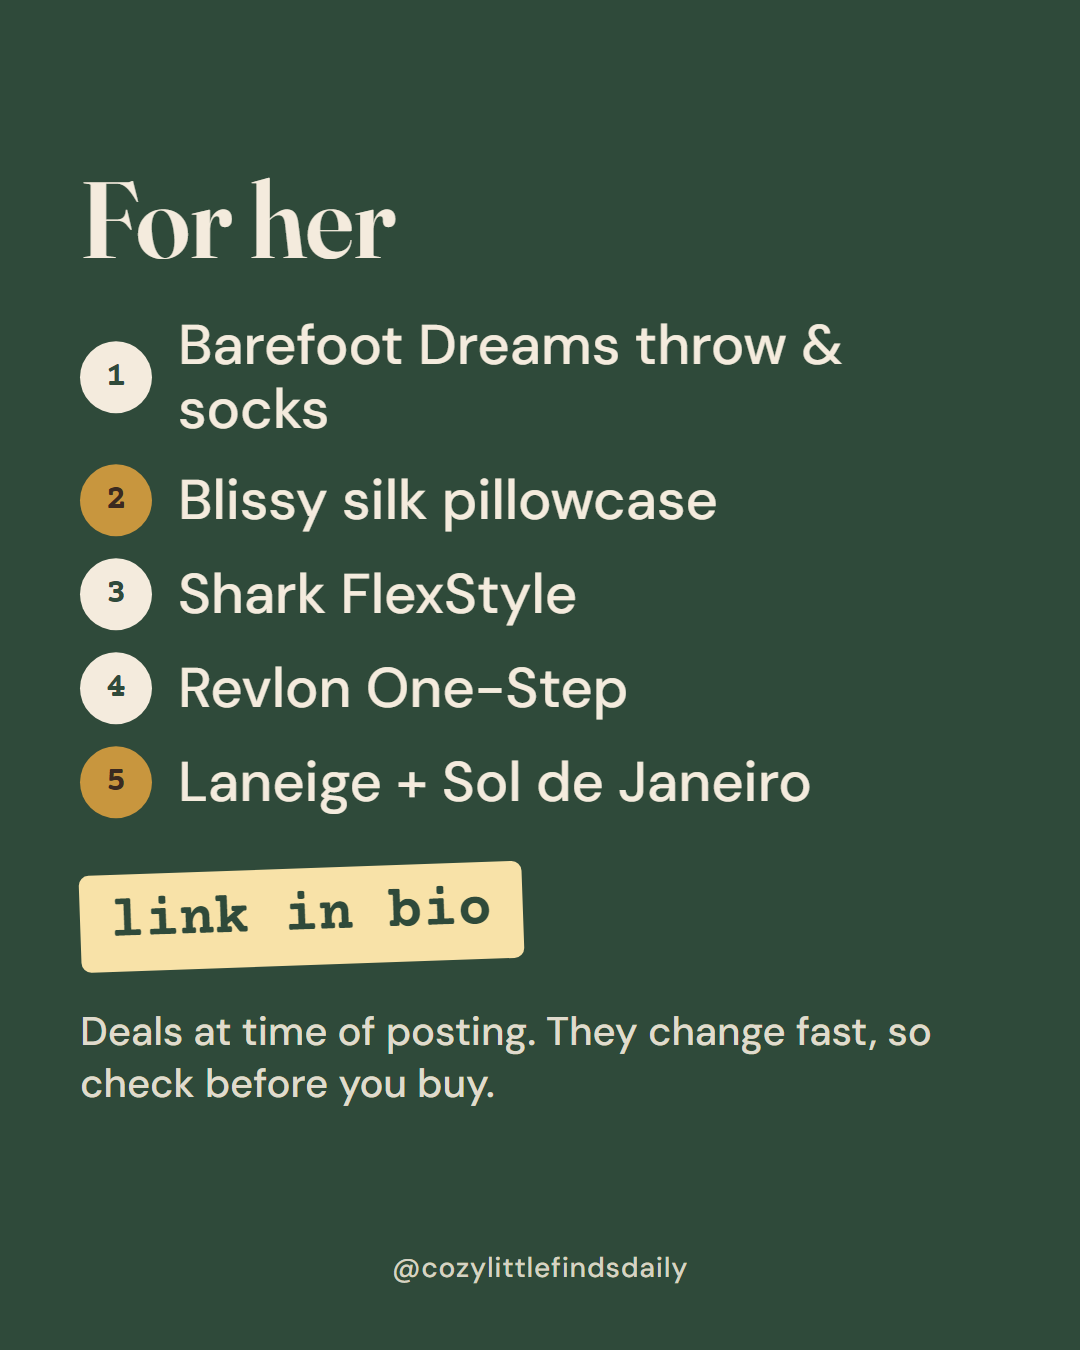 For her
1 Barefoot Dreams throw &
socks
2 Blissy silk pillowcase
3 Shark FlexStyle
4 Revlon One-Step
5 Laneige + Sol de Janeiro
link in bio
Deals at time of posting. They change fast, so
check before you buy.
@cozylittlefindsdaily